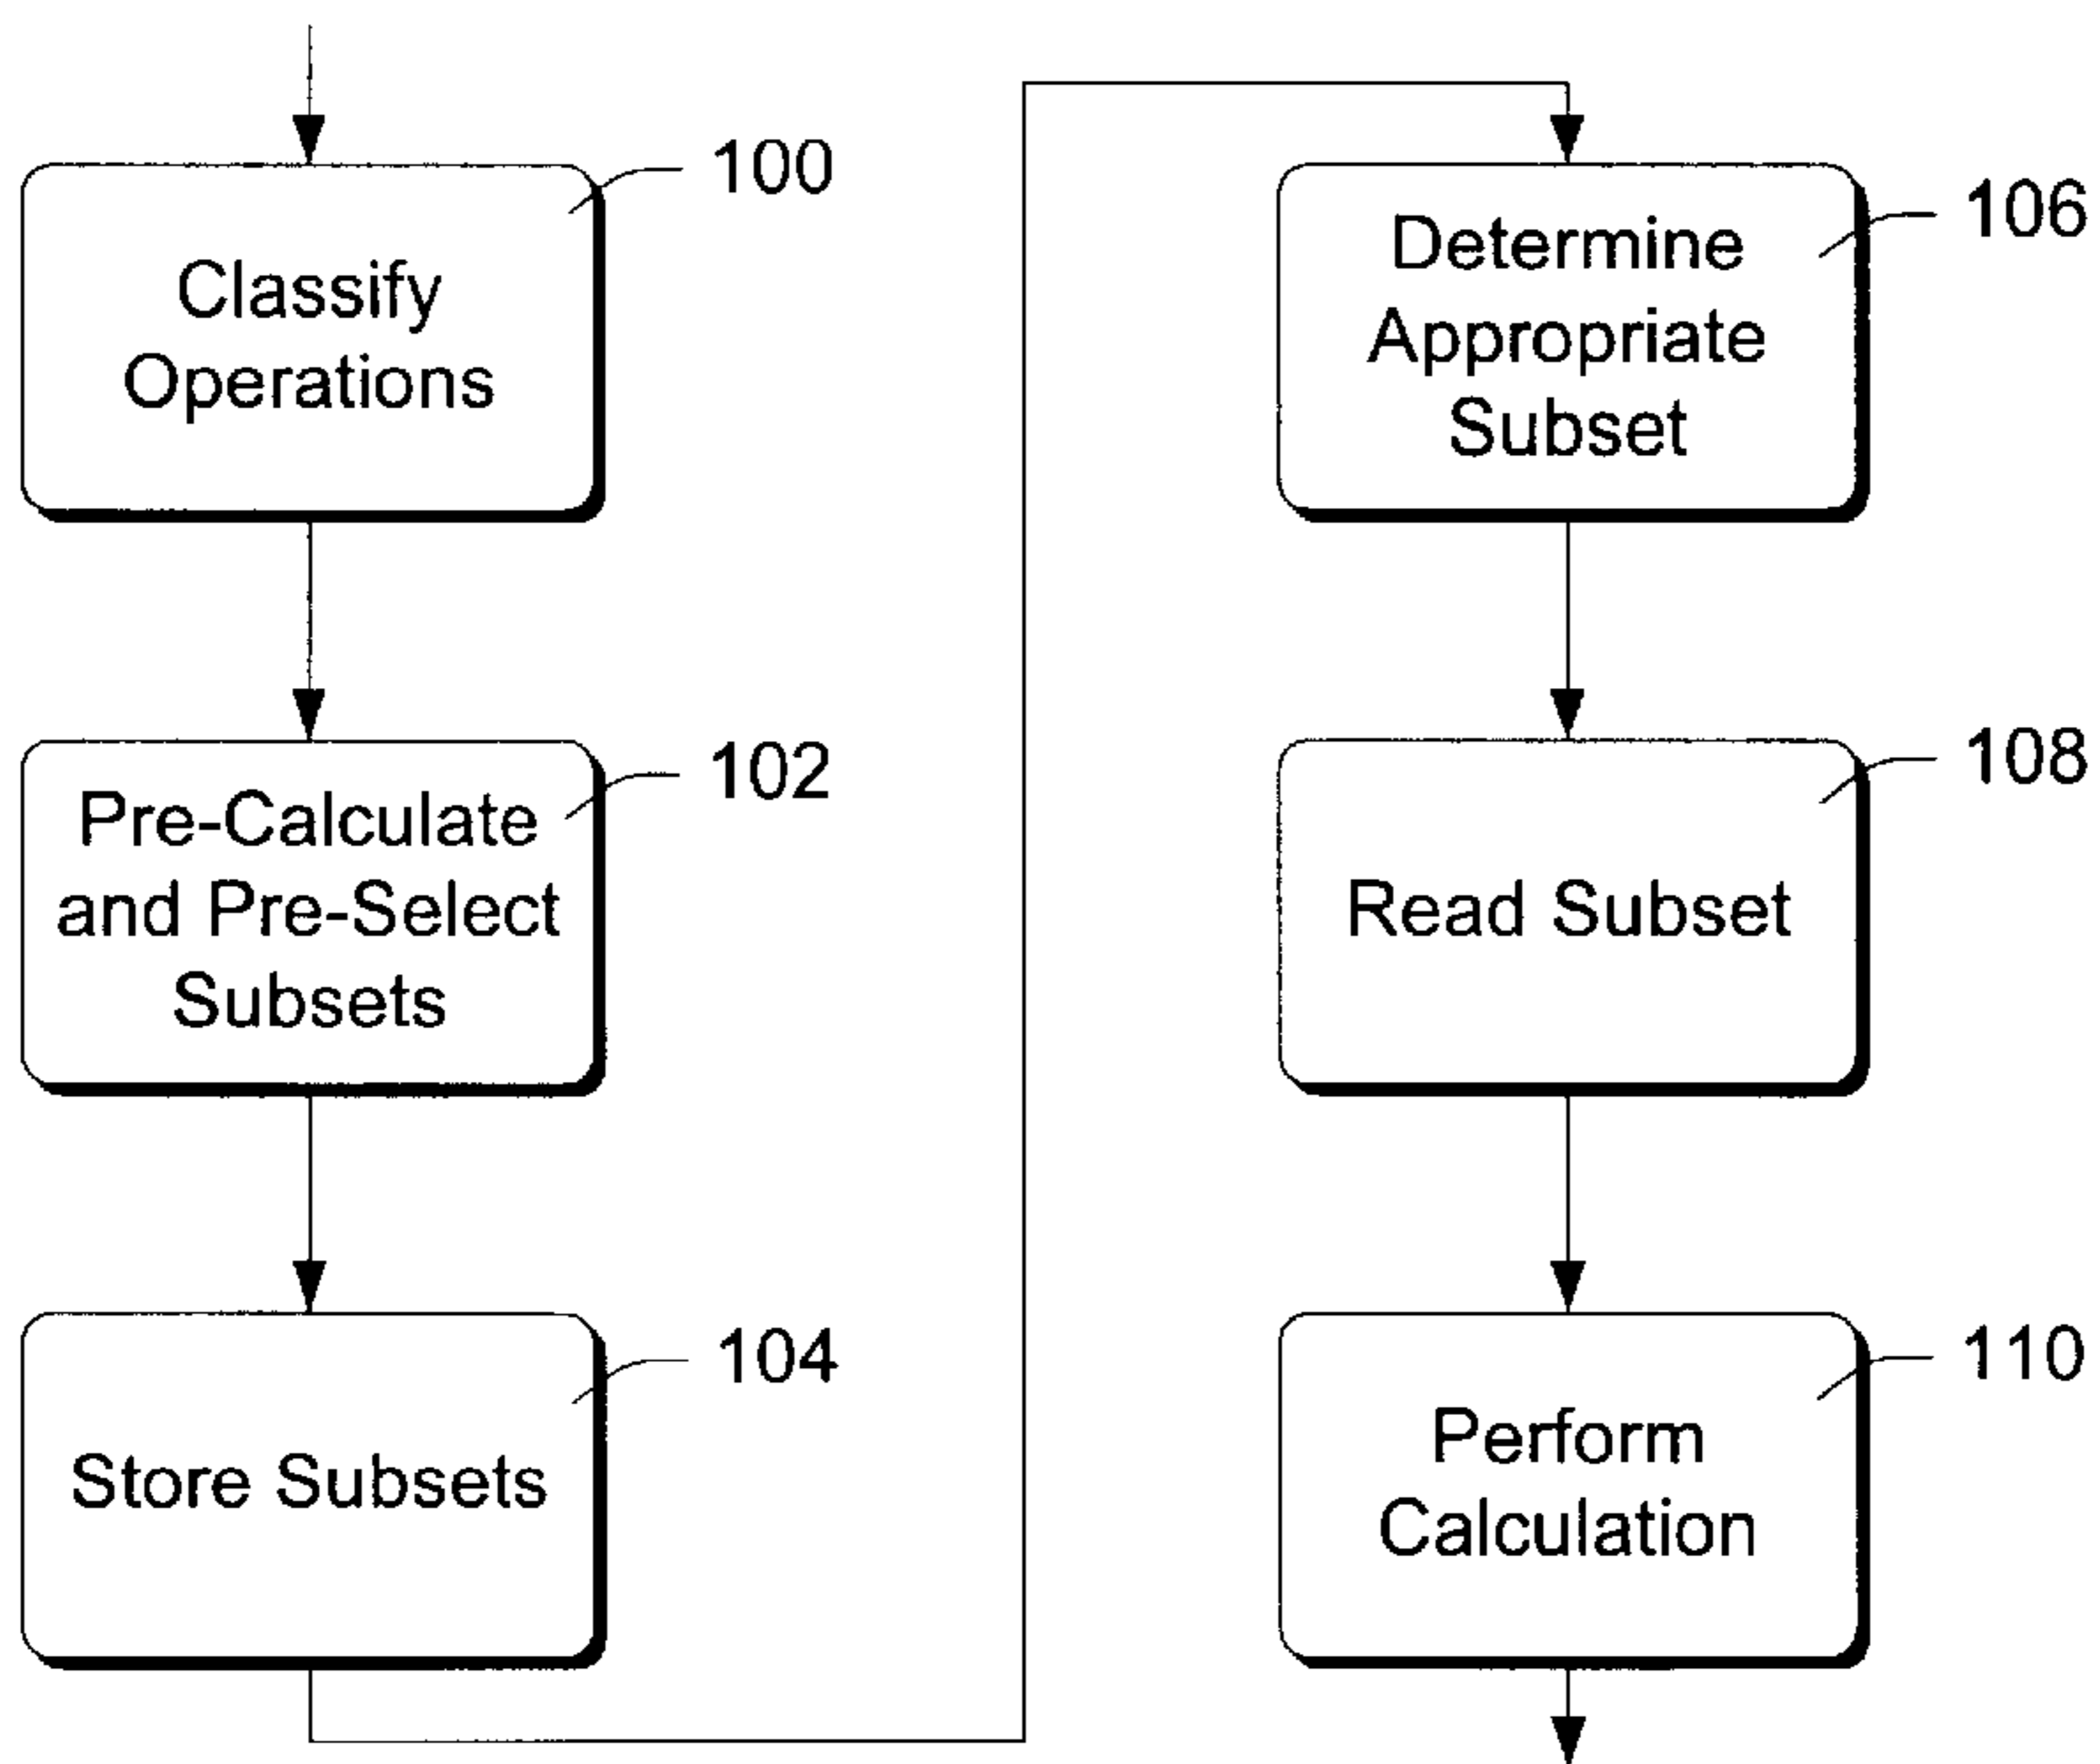 100
Classify
Operations
102
Pre-Calculate
and Pre-Select
Subsets
104
Store Subsets
106
Determine
Appropriate
Subset
108
Read Subset
110
Perform
Calculation